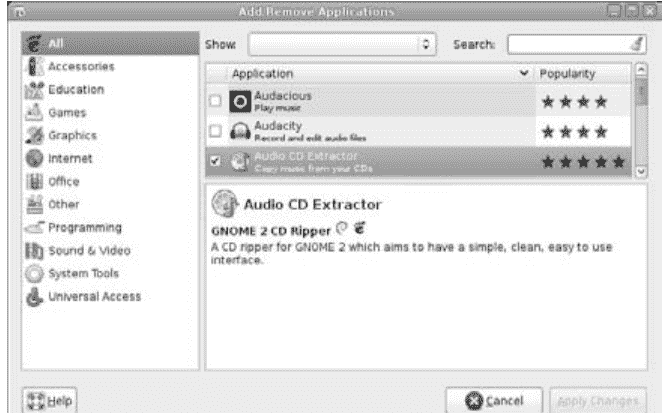 Add/Remove Applications
All
Accessories
Education
Games
Graphics
Internet
Office
Other
Programming
Sound & Video
System Tools
Universal Access
Show:
Search:
Application
Popularity
Audacious
Play music
Audacity
Record and edit audio files
Audio CD Extractor
Copy music from your CDs
Audio CD Extractor
GNOME 2 CD Ripper
A CD ripper for GNOME 2 which aims to have a simple, clean, easy to use
interface.
Help
Cancel
Apply Changes